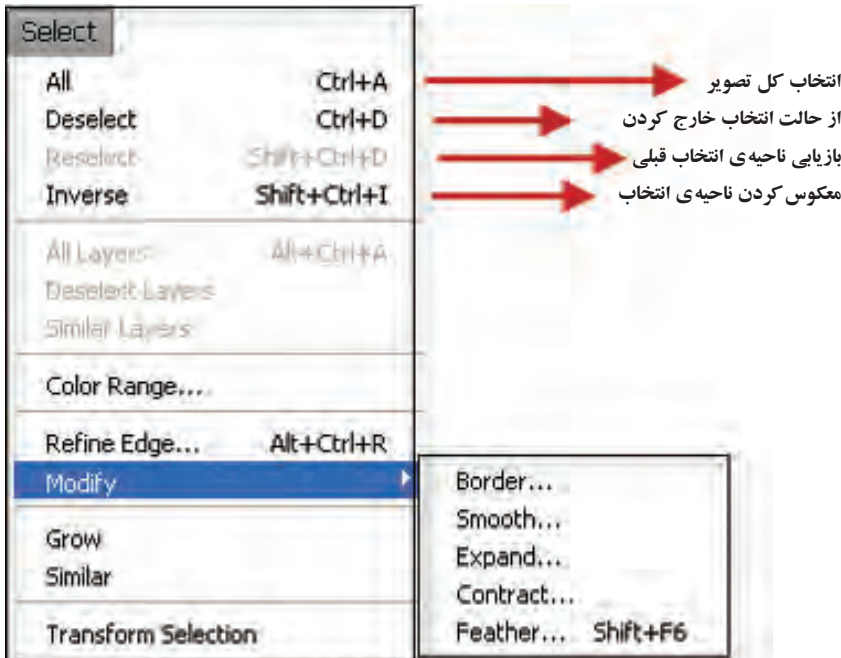 Select
All Ctrl+A انتخاب کل تصویر
Deselect Ctrl+D از حالت انتخاب خارج کردن
Reselect Shift+Ctrl+D بازیابی ناحیه‌ی انتخاب قبلی
Inverse Shift+Ctrl+I معکوس کردن ناحیه‌ی انتخاب
All Layers Alt+Ctrl+A
Deselect Layers
Similar Layers
Color Range...
Refine Edge... Alt+Ctrl+R
Modify
Border...
Smooth...
Expand...
Contract...
Feather... Shift+F6
Grow
Similar
Transform Selection